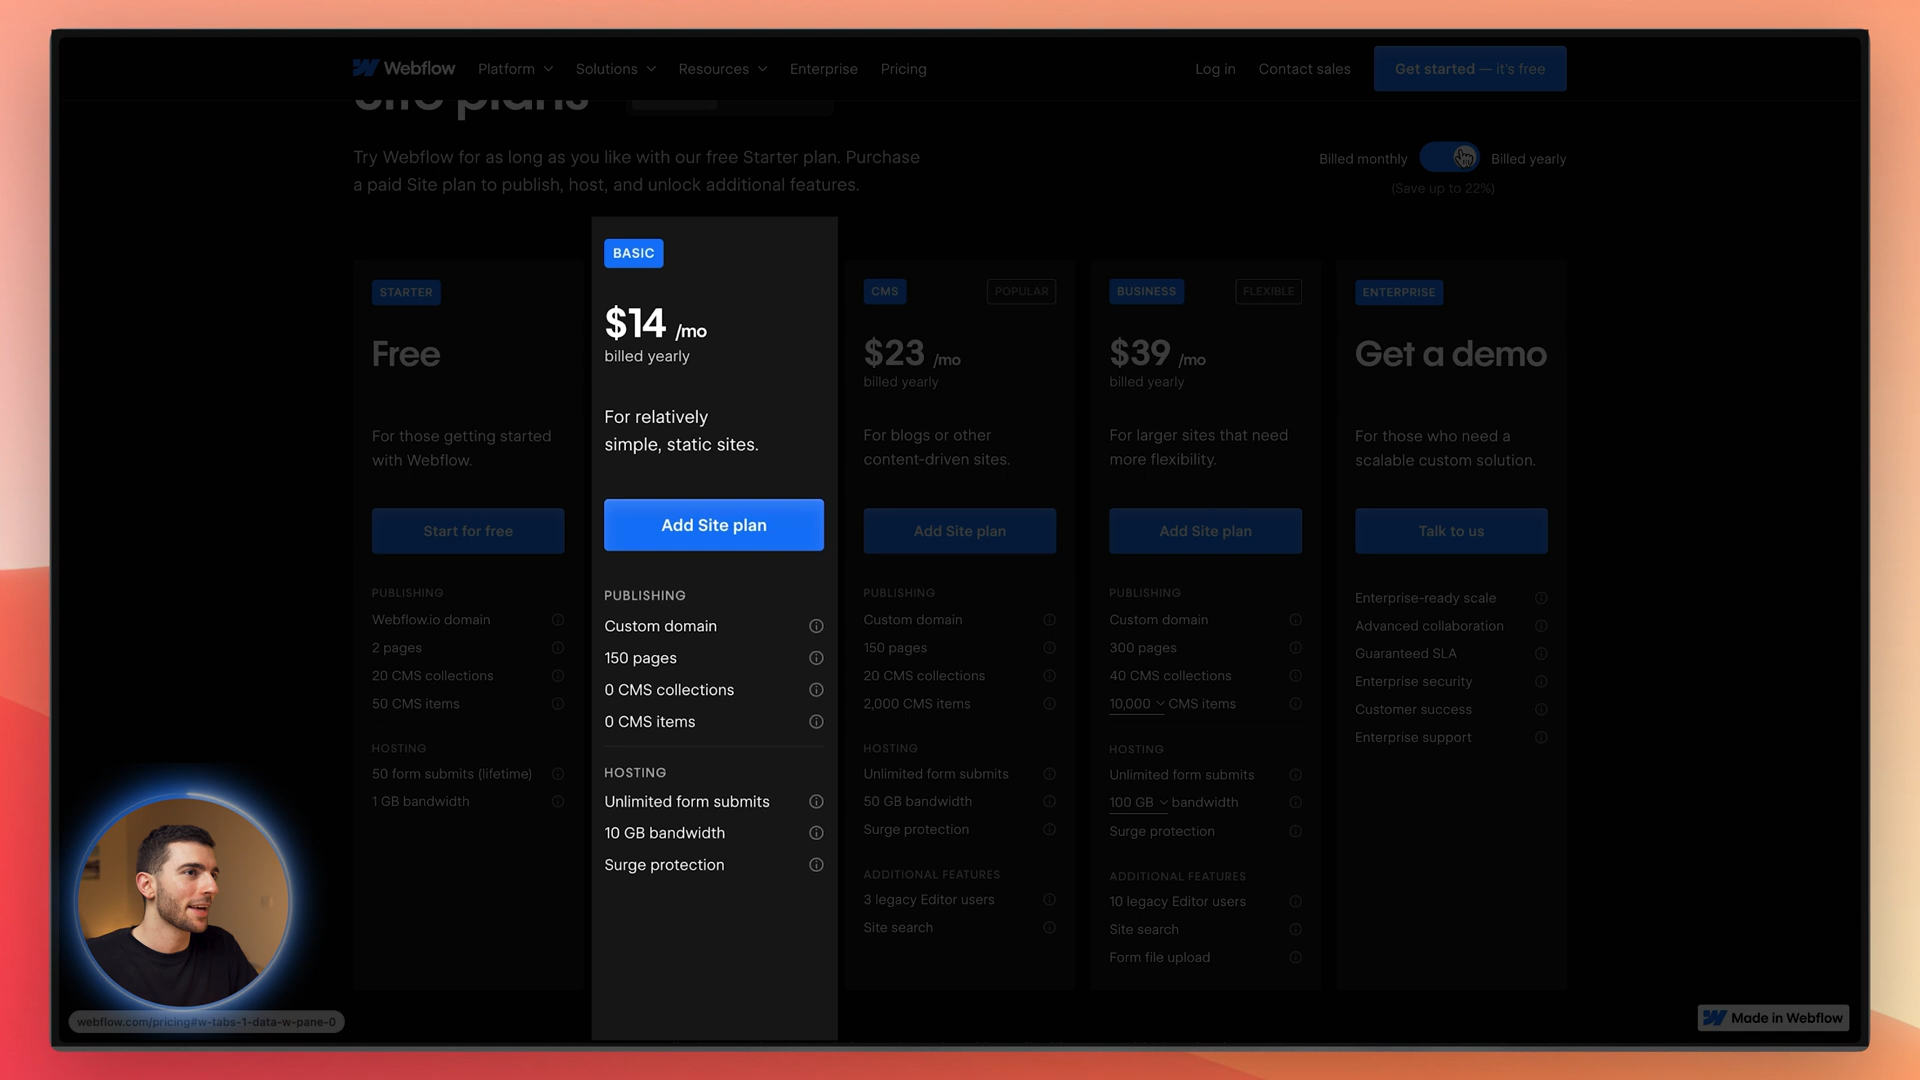 Webflow
Platform
Solutions
Resources
Enterprise
Pricing
Log in
Contact sales
Get started — it's free
Site plans
Try Webflow for as long as you like with our free Starter plan. Purchase
a paid Site plan to publish, host, and unlock additional features.
Billed monthly
Billed yearly
(Save up to 22%)
STARTER
Free
For those getting started
with Webflow.
Start for free
PUBLISHING
Webflow.io domain
2 pages
20 CMS collections
50 CMS items
HOSTING
50 form submits (lifetime)
1 GB bandwidth
BASIC
$14 /mo
billed yearly
For relatively
simple, static sites.
Add Site plan
PUBLISHING
Custom domain
150 pages
0 CMS collections
0 CMS items
HOSTING
Unlimited form submits
10 GB bandwidth
Surge protection
CMS
POPULAR
$23 /mo
billed yearly
For blogs or other
content-driven sites.
Add Site plan
PUBLISHING
Custom domain
150 pages
20 CMS collections
2,000 CMS items
HOSTING
Unlimited form submits
50 GB bandwidth
Surge protection
ADDITIONAL FEATURES
3 legacy Editor users
Site search
BUSINESS
FLEXIBLE
$39 /mo
billed yearly
For larger sites that need
more flexibility.
Add Site plan
PUBLISHING
Custom domain
300 pages
40 CMS collections
10,000 CMS items
HOSTING
Unlimited form submits
100 GB bandwidth
Surge protection
ADDITIONAL FEATURES
10 legacy Editor users
Site search
Form file upload
ENTERPRISE
Get a demo
For those who need a
scalable custom solution.
Talk to us
Enterprise-ready scale
Advanced collaboration
Guaranteed SLA
Enterprise security
Customer success
Enterprise support
webflow.com/pricing#w-tabs-1-data-w-pane-0
Made in Webflow